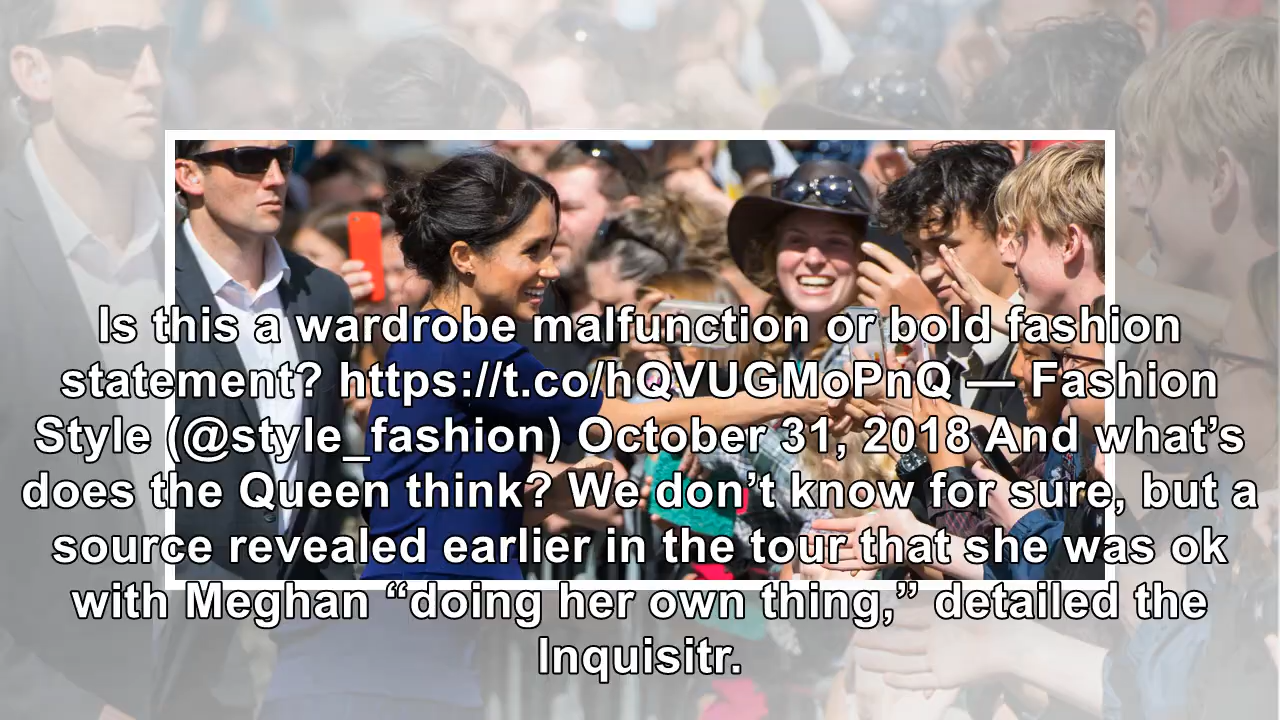 Is this a wardrobe malfunction or bold fashion
statement? https://t.co/hQVUGMoPnQ — Fashion
Style (@style_fashion) October 31, 2018 And what’s
does the Queen think? We don’t know for sure, but a
source revealed earlier in the tour that she was ok
with Meghan “doing her own thing,” detailed the
Inquisitr.